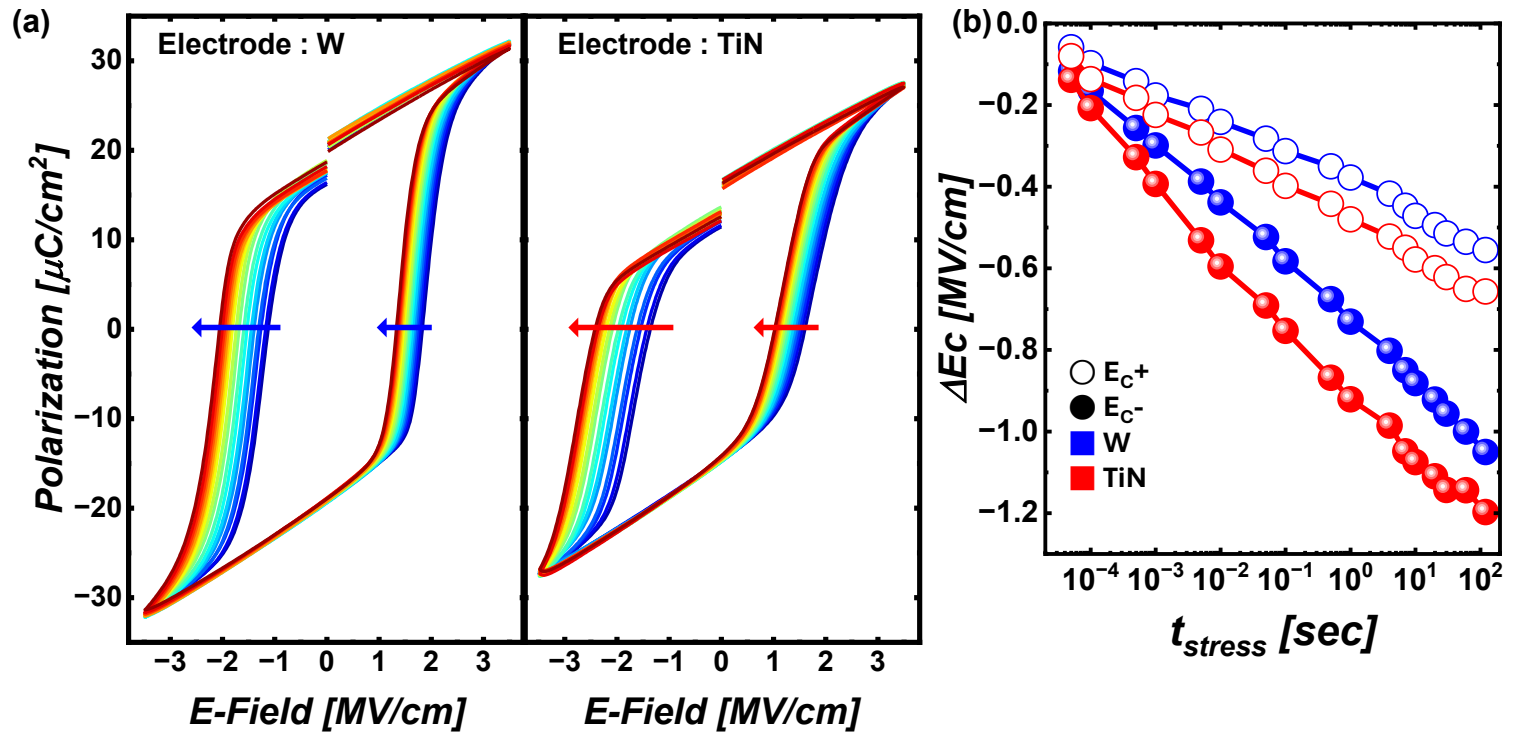 (a)
Electrode : W
Electrode : TiN
Polarization [μC/cm²]
30
20
10
0
−10
−20
−30
−3 −2 −1 0 1 2 3
−3 −2 −1 0 1 2 3
E-Field [MV/cm]
E-Field [MV/cm]
(b)
ΔEc [MV/cm]
0.0
−0.2
−0.4
−0.6
−0.8
−1.0
−1.2
E_C+
E_C-
W
TiN
10⁻⁴ 10⁻³ 10⁻² 10⁻¹ 10⁰ 10¹ 10²
t_stress [sec]